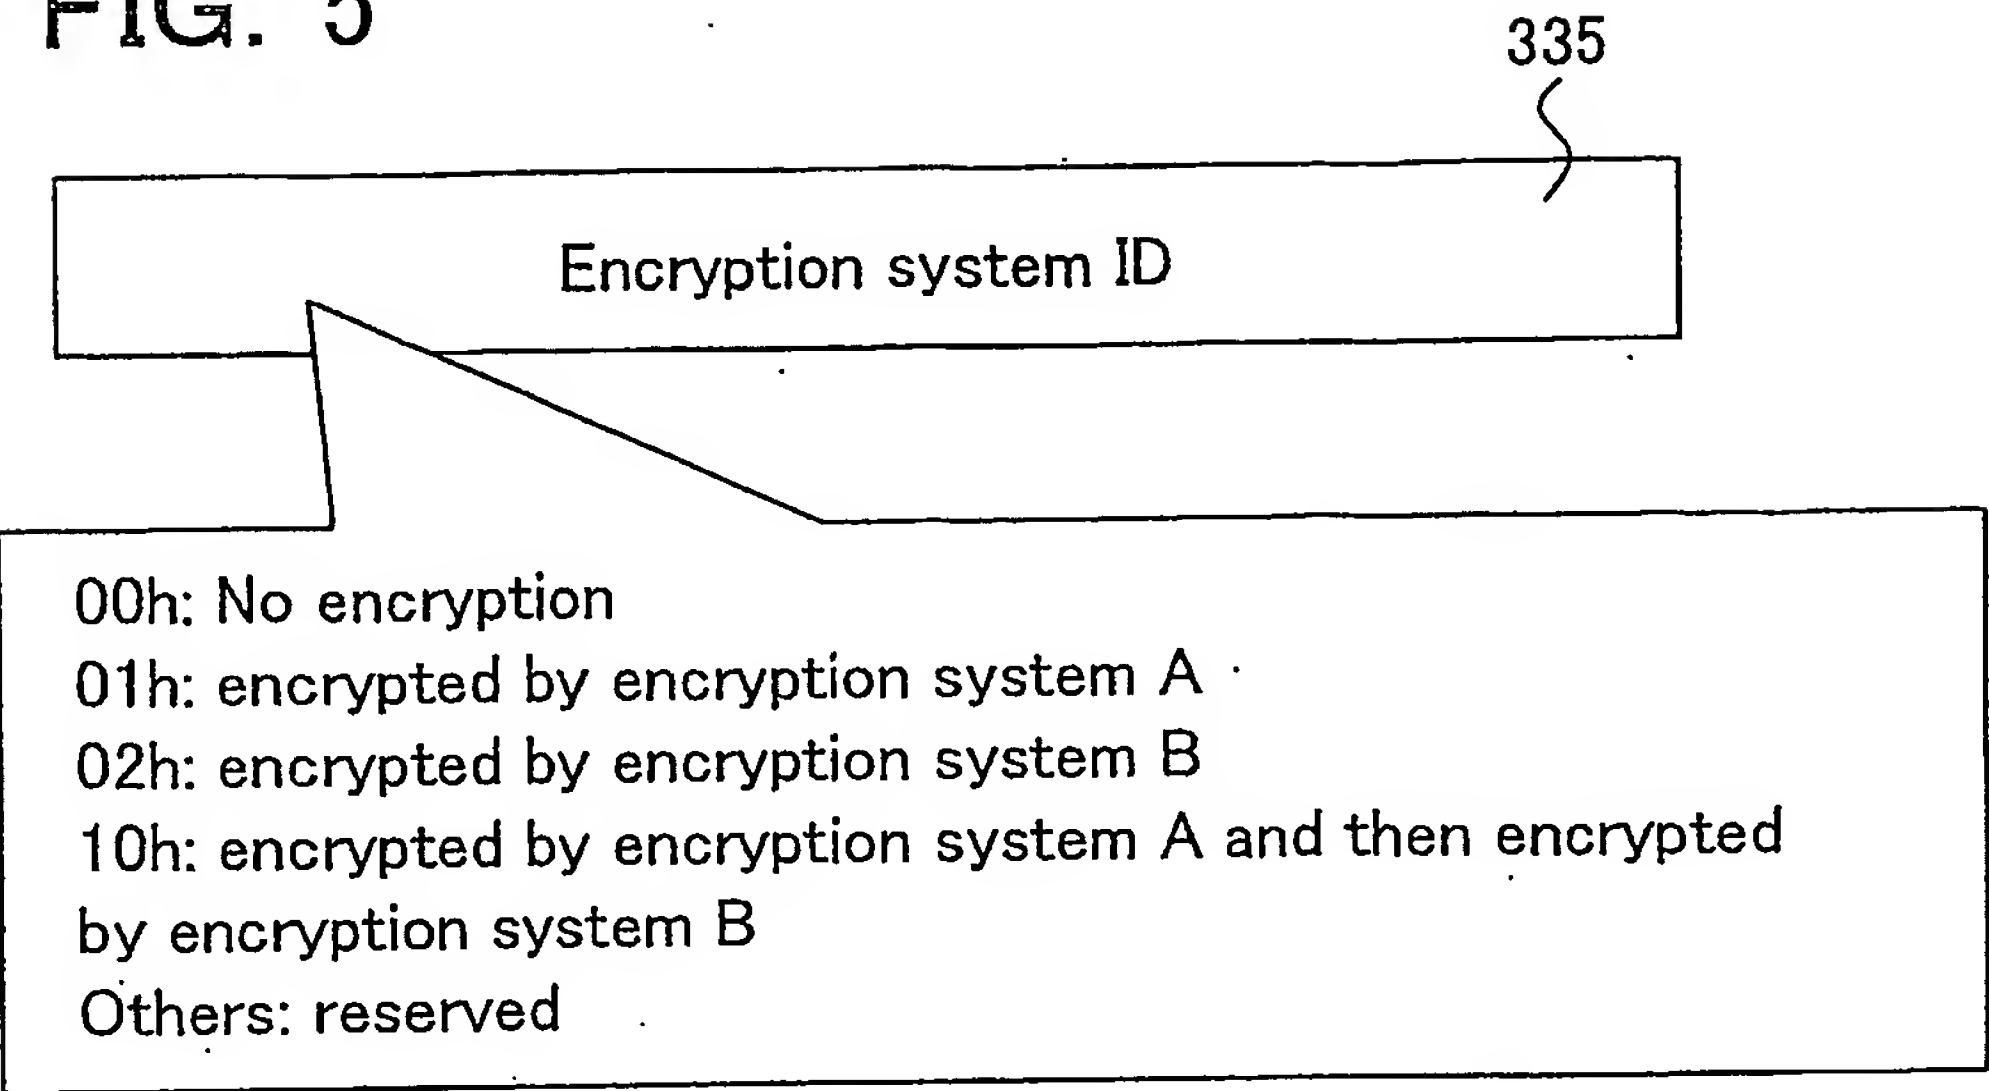 FIG. 5
335
Encryption system ID
00h: No encryption
01h: encrypted by encryption system A
02h: encrypted by encryption system B
10h: encrypted by encryption system A and then encrypted
by encryption system B
Others: reserved